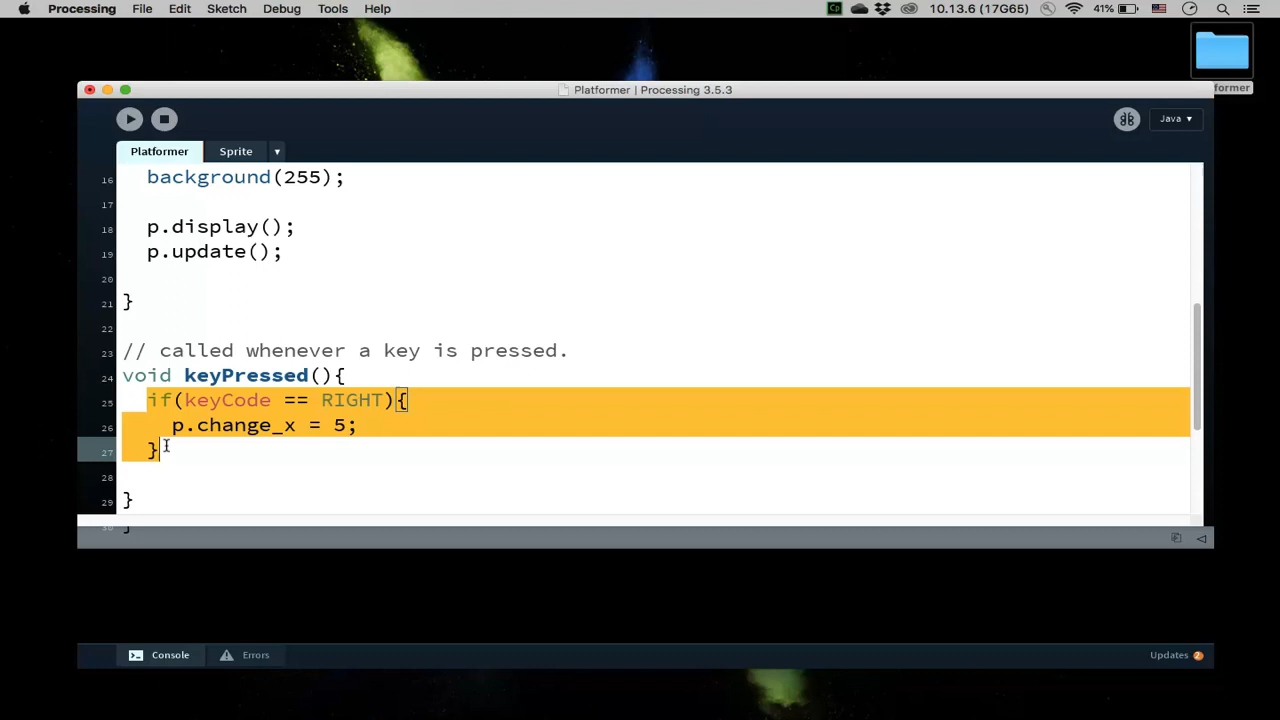 Processing File Edit Sketch Debug Tools Help 10.13.6 (17G65) 41%
former
Platformer | Processing 3.5.3
Java ▾
Platformer Sprite ▾
16 background(255);
17
18 p.display();
19 p.update();
20
21 }
22
23 // called whenever a key is pressed.
24 void keyPressed(){
25 if(keyCode == RIGHT){
26 p.change_x = 5;
27 }
28
29 }
Console Errors Updates 2